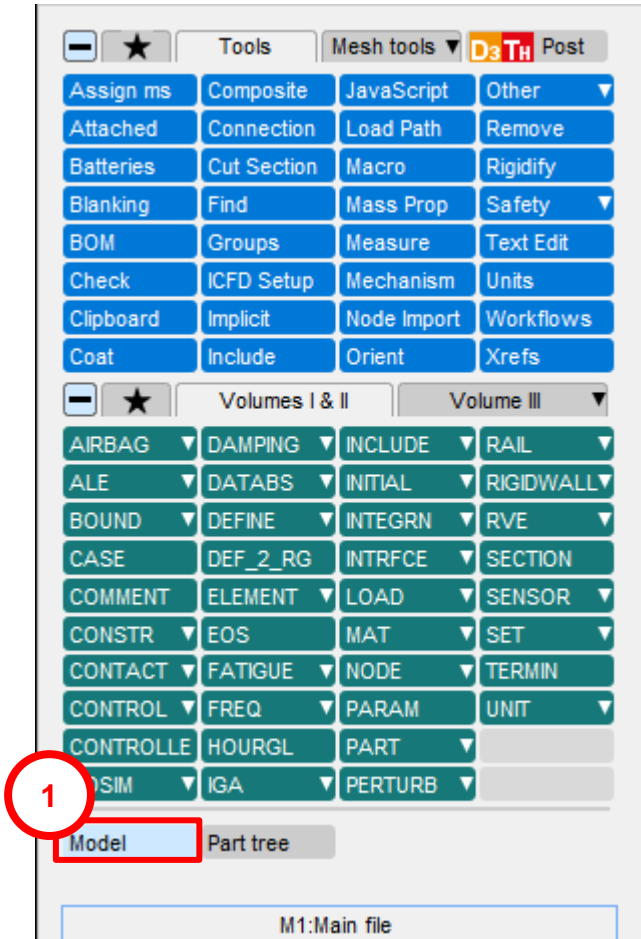 Tools Mesh tools ▼ D3 TH Post
Assign ms Composite JavaScript Other ▼
Attached Connection Load Path Remove
Batteries Cut Section Macro Rigidify
Blanking Find Mass Prop Safety ▼
BOM Groups Measure Text Edit
Check ICFD Setup Mechanism Units
Clipboard Implicit Node Import Workflows
Coat Include Orient Xrefs
Volumes I & II Volume III ▼
AIRBAG ▼ DAMPING ▼ INCLUDE ▼ RAIL ▼
ALE ▼ DATABS ▼ INITIAL ▼ RIGIDWALL ▼
BOUND ▼ DEFINE ▼ INTEGRN ▼ RVE ▼
CASE DEF_2_RG INTRFCE ▼ SECTION
COMMENT ELEMENT ▼ LOAD ▼ SENSOR ▼
CONSTR ▼ EOS MAT ▼ SET ▼
CONTACT ▼ FATIGUE ▼ NODE ▼ TERMIN
CONTROL ▼ FREQ ▼ PARAM UNIT ▼
CONTROLLE HOURGL PART ▼
1 OSIM ▼ IGA ▼ PERTURB ▼
Model Part tree
M1:Main file